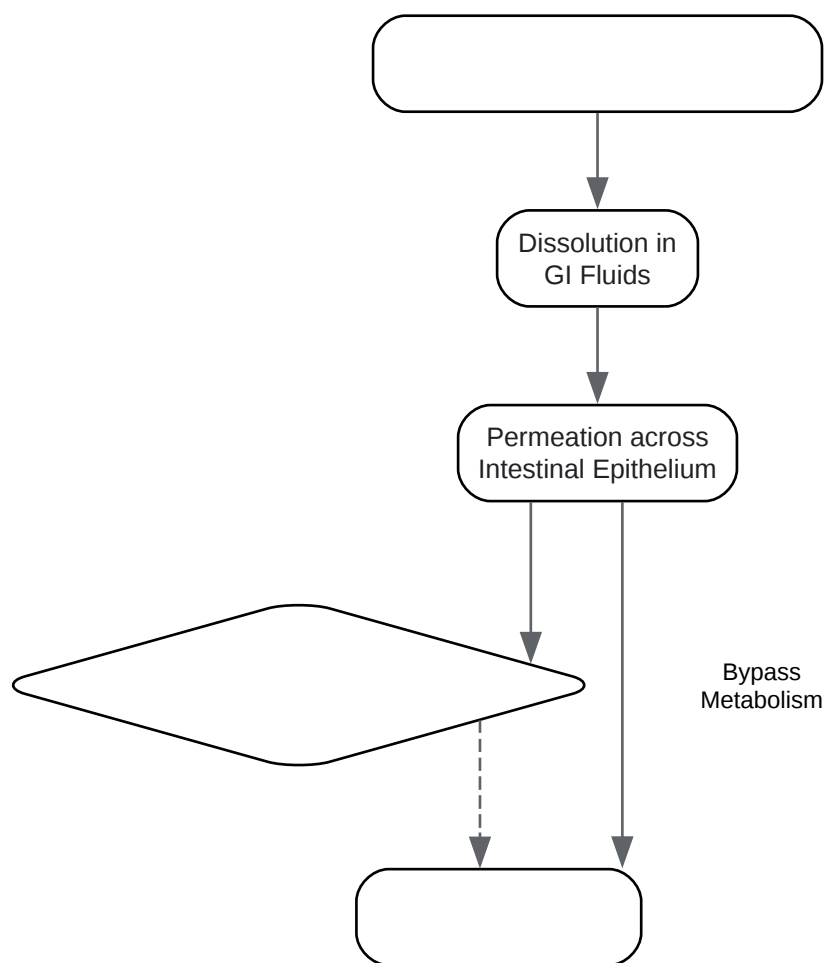 Dissolution in
GI Fluids
Permeation across
Intestinal Epithelium
Bypass
Metabolism